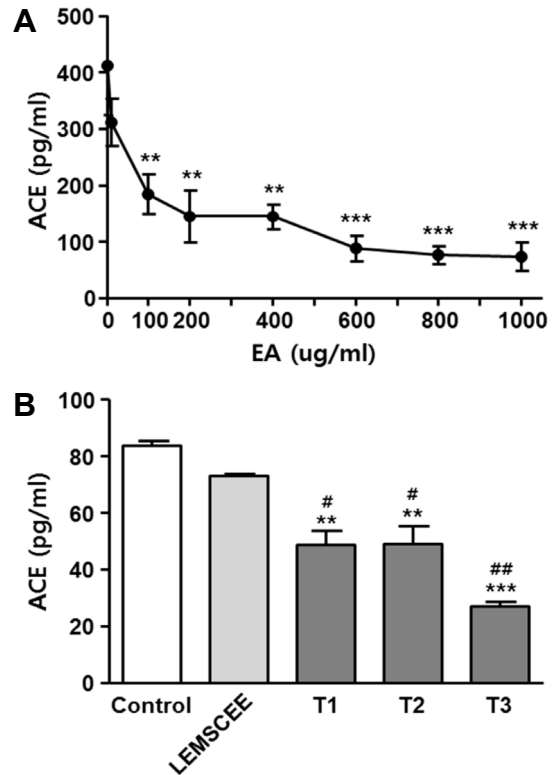 A
ACE (pg/ml)
500
400
300
200
100
0
** ** ** *** *** ***
0 100 200 400 600 800 1000
EA (ug/ml)
B
ACE (pg/ml)
100
80
60
40
20
0
# # ##
** ** ***
Control LEMSCEE T1 T2 T3